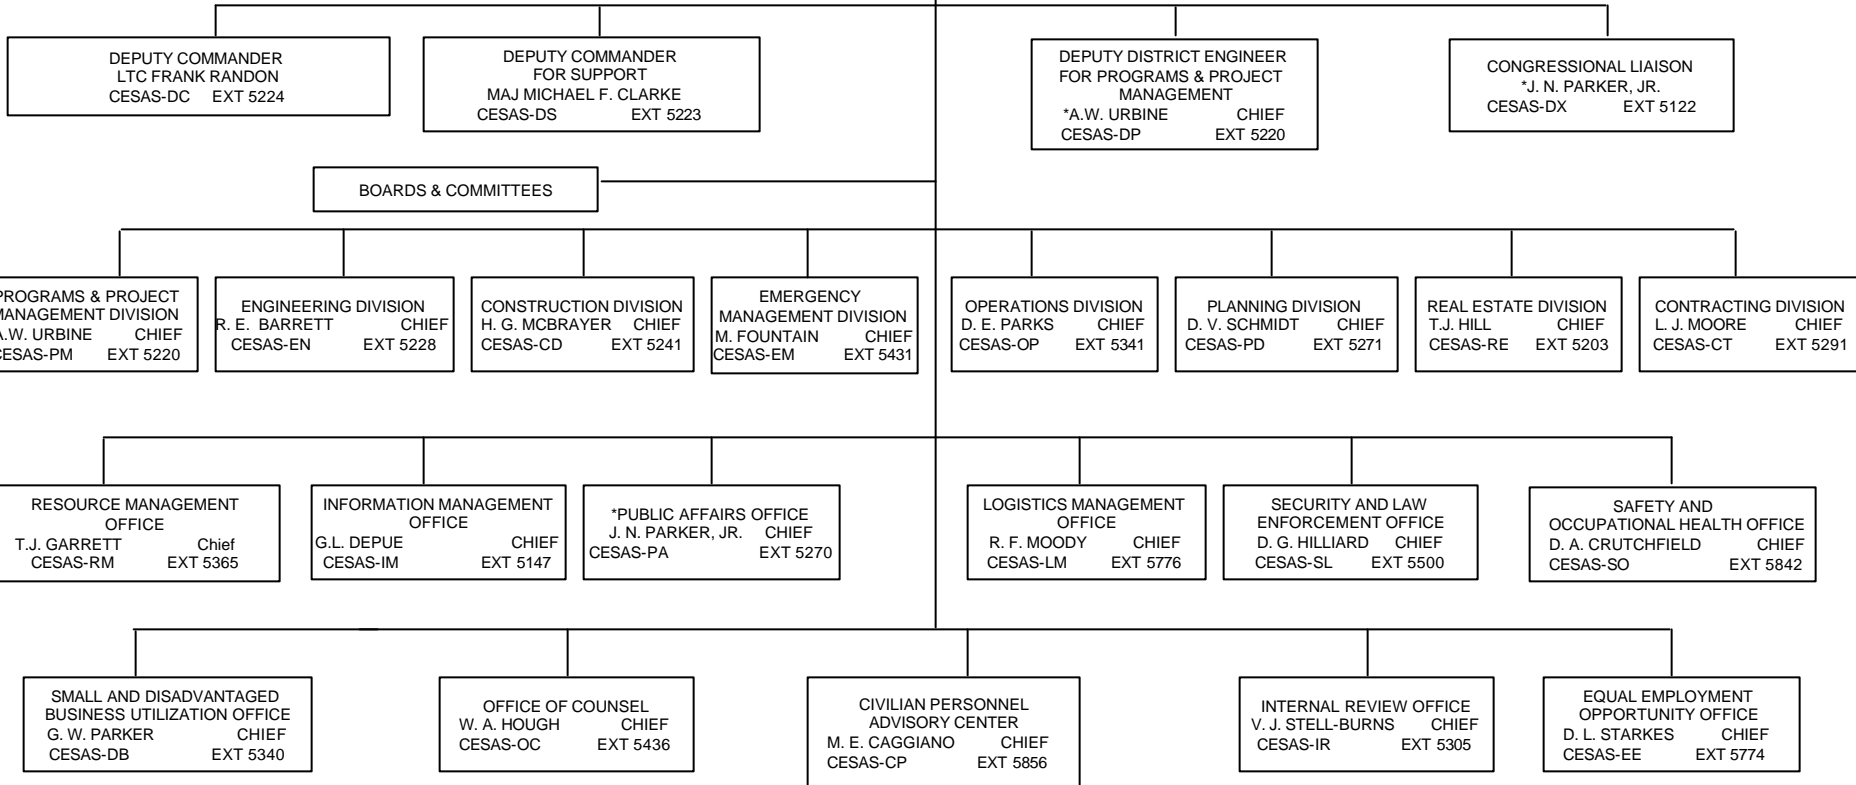 DEPUTY COMMANDER
LTC FRANK RANDON
CESAS-DC EXT 5224
DEPUTY COMMANDER
FOR SUPPORT
MAJ MICHAEL F. CLARKE
CESAS-DS EXT 5223
DEPUTY DISTRICT ENGINEER
FOR PROGRAMS & PROJECT
MANAGEMENT
*A.W. URBINE CHIEF
CESAS-DP EXT 5220
CONGRESSIONAL LIAISON
*J. N. PARKER, JR.
CESAS-DX EXT 5122
BOARDS & COMMITTEES
PROGRAMS & PROJECT
MANAGEMENT DIVISION
A.W. URBINE CHIEF
CESAS-PM EXT 5220
ENGINEERING DIVISION
R. E. BARRETT CHIEF
CESAS-EN EXT 5228
CONSTRUCTION DIVISION
H. G. MCBRAYER CHIEF
CESAS-CD EXT 5241
EMERGENCY
MANAGEMENT DIVISION
M. FOUNTAIN CHIEF
CESAS-EM EXT 5431
OPERATIONS DIVISION
D. E. PARKS CHIEF
CESAS-OP EXT 5341
PLANNING DIVISION
D. V. SCHMIDT CHIEF
CESAS-PD EXT 5271
REAL ESTATE DIVISION
T.J. HILL CHIEF
CESAS-RE EXT 5203
CONTRACTING DIVISION
L. J. MOORE CHIEF
CESAS-CT EXT 5291
RESOURCE MANAGEMENT
OFFICE
T.J. GARRETT Chief
CESAS-RM EXT 5365
INFORMATION MANAGEMENT
OFFICE
G.L. DEPUE CHIEF
CESAS-IM EXT 5147
*PUBLIC AFFAIRS OFFICE
J. N. PARKER, JR. CHIEF
CESAS-PA EXT 5270
LOGISTICS MANAGEMENT
OFFICE
R. F. MOODY CHIEF
CESAS-LM EXT 5776
SECURITY AND LAW
ENFORCEMENT OFFICE
D. G. HILLIARD CHIEF
CESAS-SL EXT 5500
SAFETY AND
OCCUPATIONAL HEALTH OFFICE
D. A. CRUTCHFIELD CHIEF
CESAS-SO EXT 5842
SMALL AND DISADVANTAGED
BUSINESS UTILIZATION OFFICE
G. W. PARKER CHIEF
CESAS-DB EXT 5340
OFFICE OF COUNSEL
W. A. HOUGH CHIEF
CESAS-OC EXT 5436
CIVILIAN PERSONNEL
ADVISORY CENTER
M. E. CAGGIANO CHIEF
CESAS-CP EXT 5856
INTERNAL REVIEW OFFICE
V. J. STELL-BURNS CHIEF
CESAS-IR EXT 5305
EQUAL EMPLOYMENT
OPPORTUNITY OFFICE
D. L. STARKES CHIEF
CESAS-EE EXT 5774